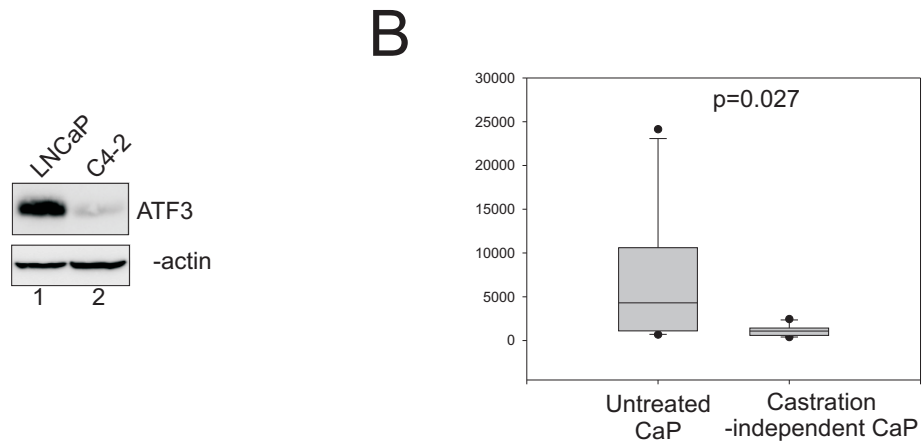 B
LNCaP
C4-2
ATF3
-actin
1 2
30000
25000
20000
15000
10000
5000
0
p=0.027
Untreated
CaP
Castration
-independent CaP